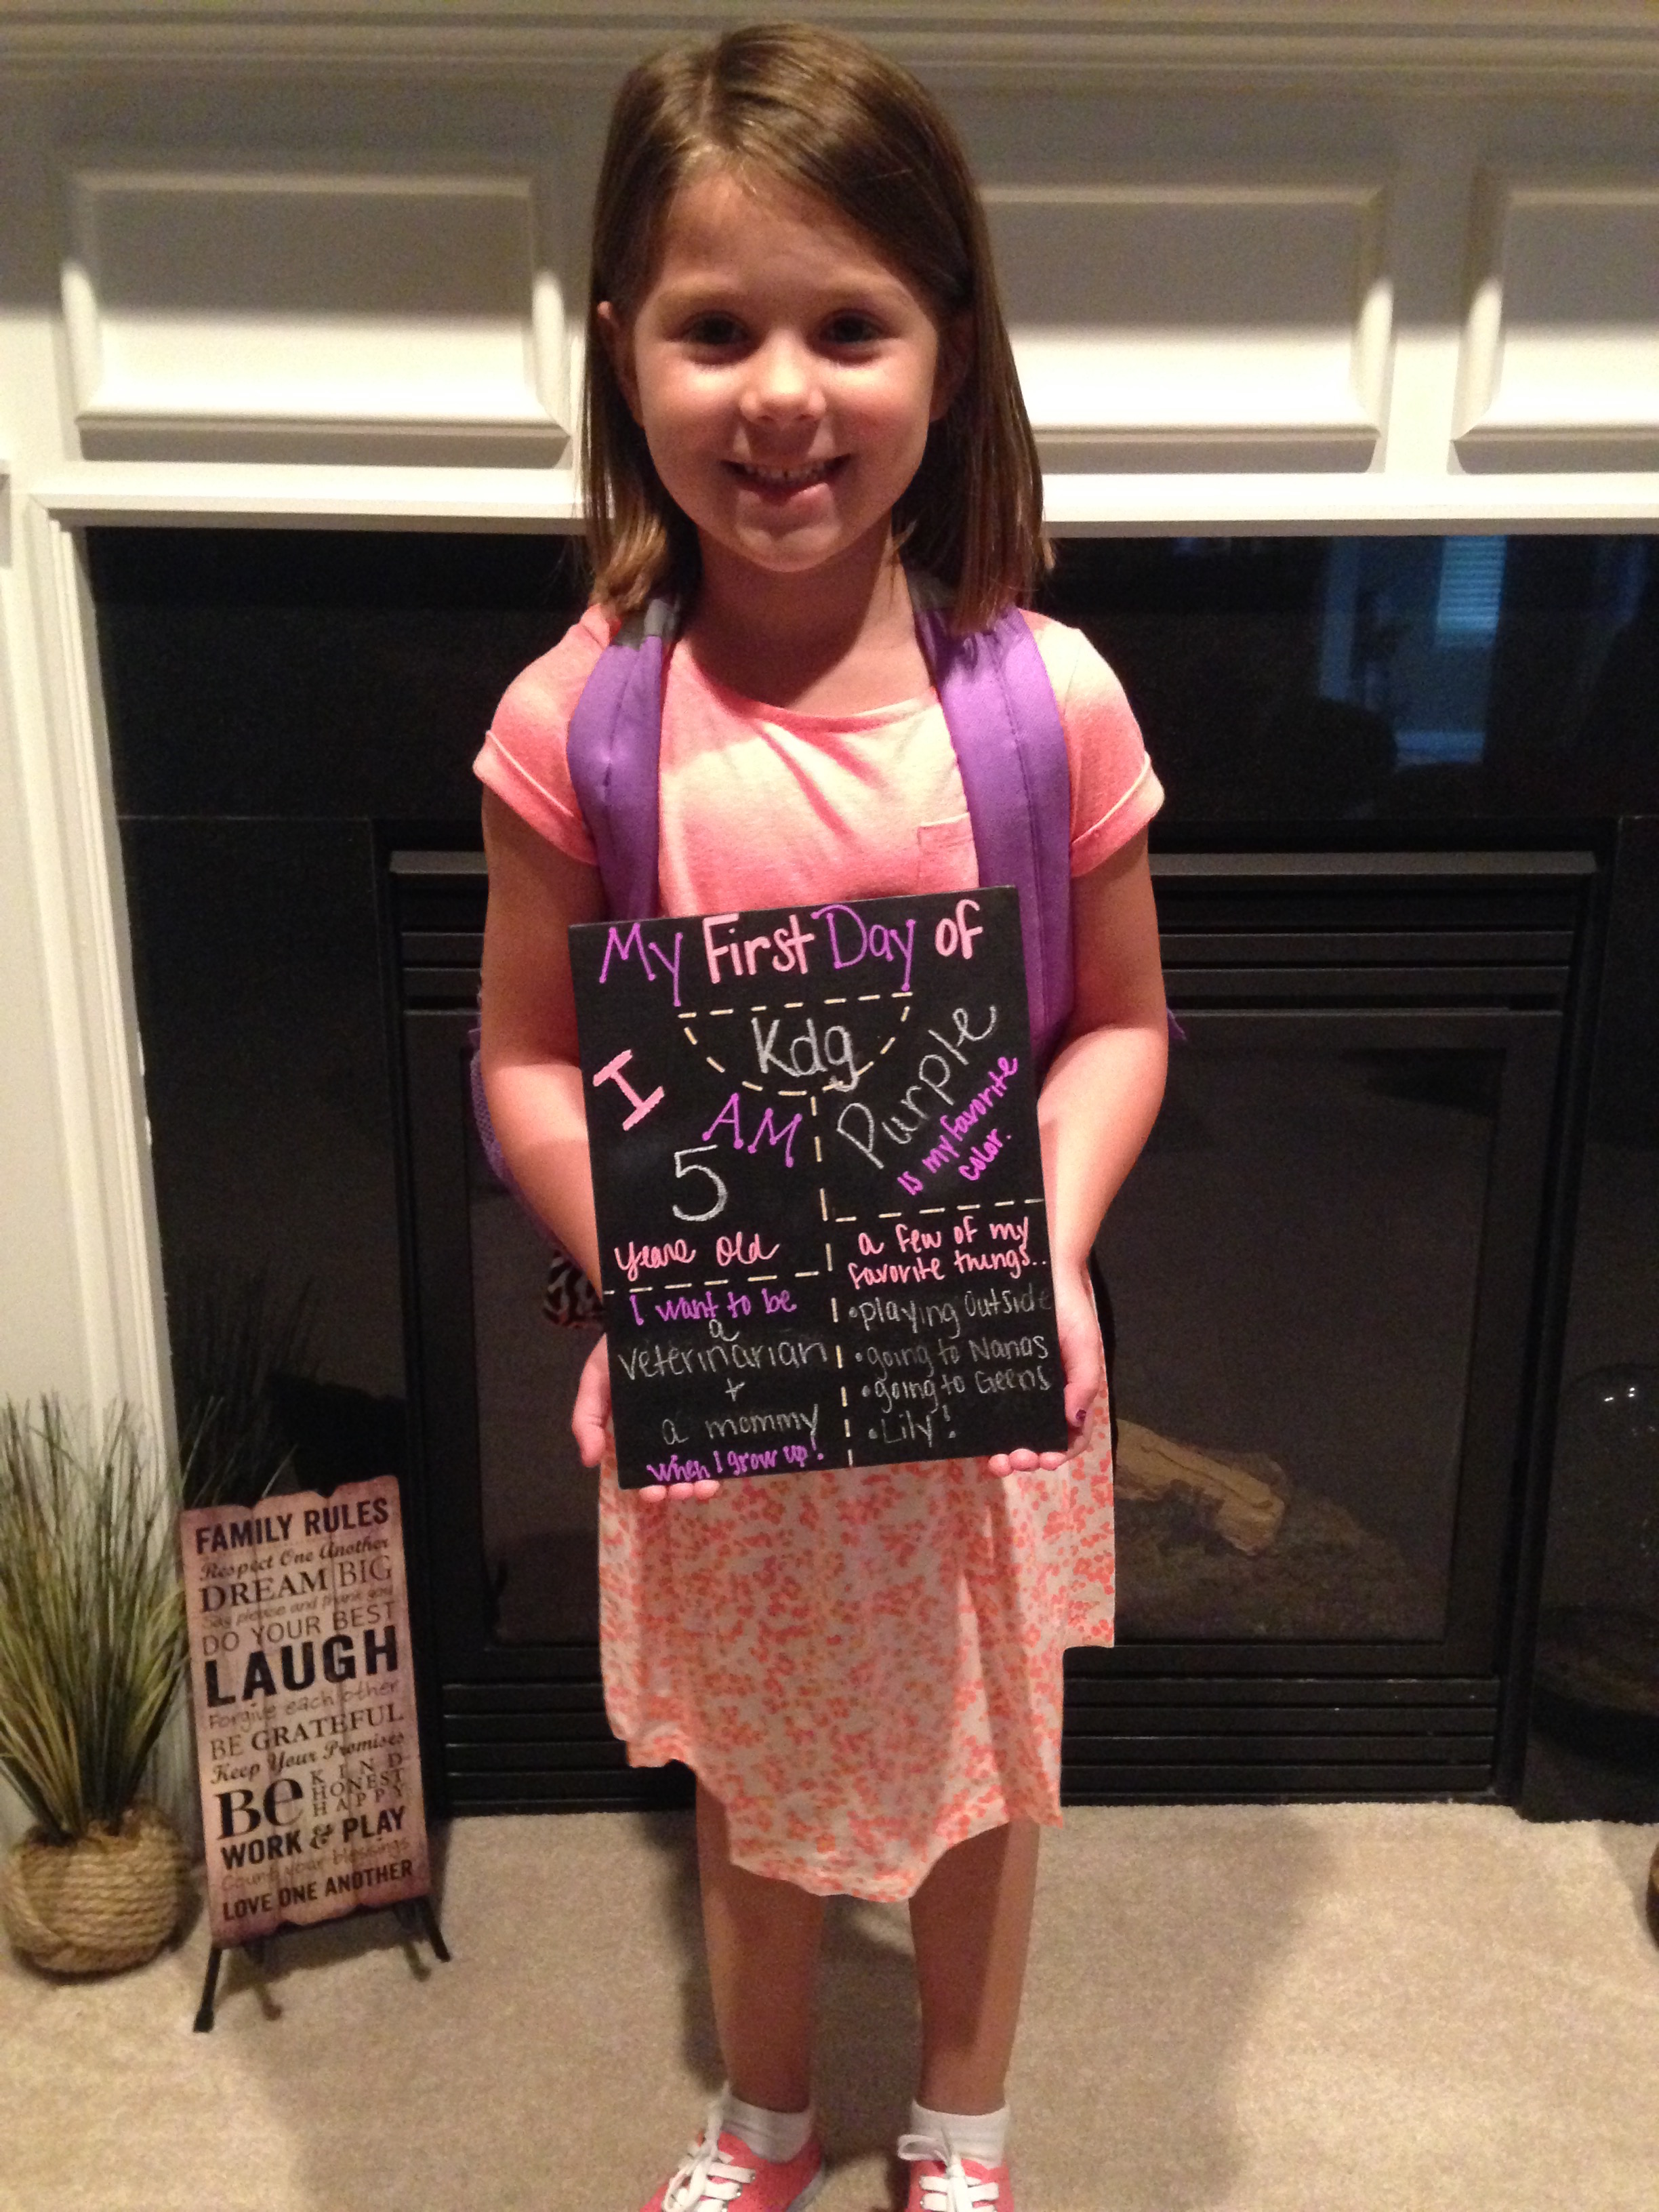 My First Day of
Kdg
I
AM
5
years old
Purple
is my favorite
color.
I want to be
a
veterinarian
+
a mommy
when I grow up!
a few of my
favorite things..
• playing outside
• going to Nanas
• going to Geens
• Lily!
FAMILY RULES
Respect One Another
DREAM BIG
Say please and thank you
DO YOUR BEST
LAUGH
Forgive each other
BE GRATEFUL
Keep Your Promises
Be KIND
HONEST
HAPPY
WORK & PLAY
Count your blessings
LOVE ONE ANOTHER